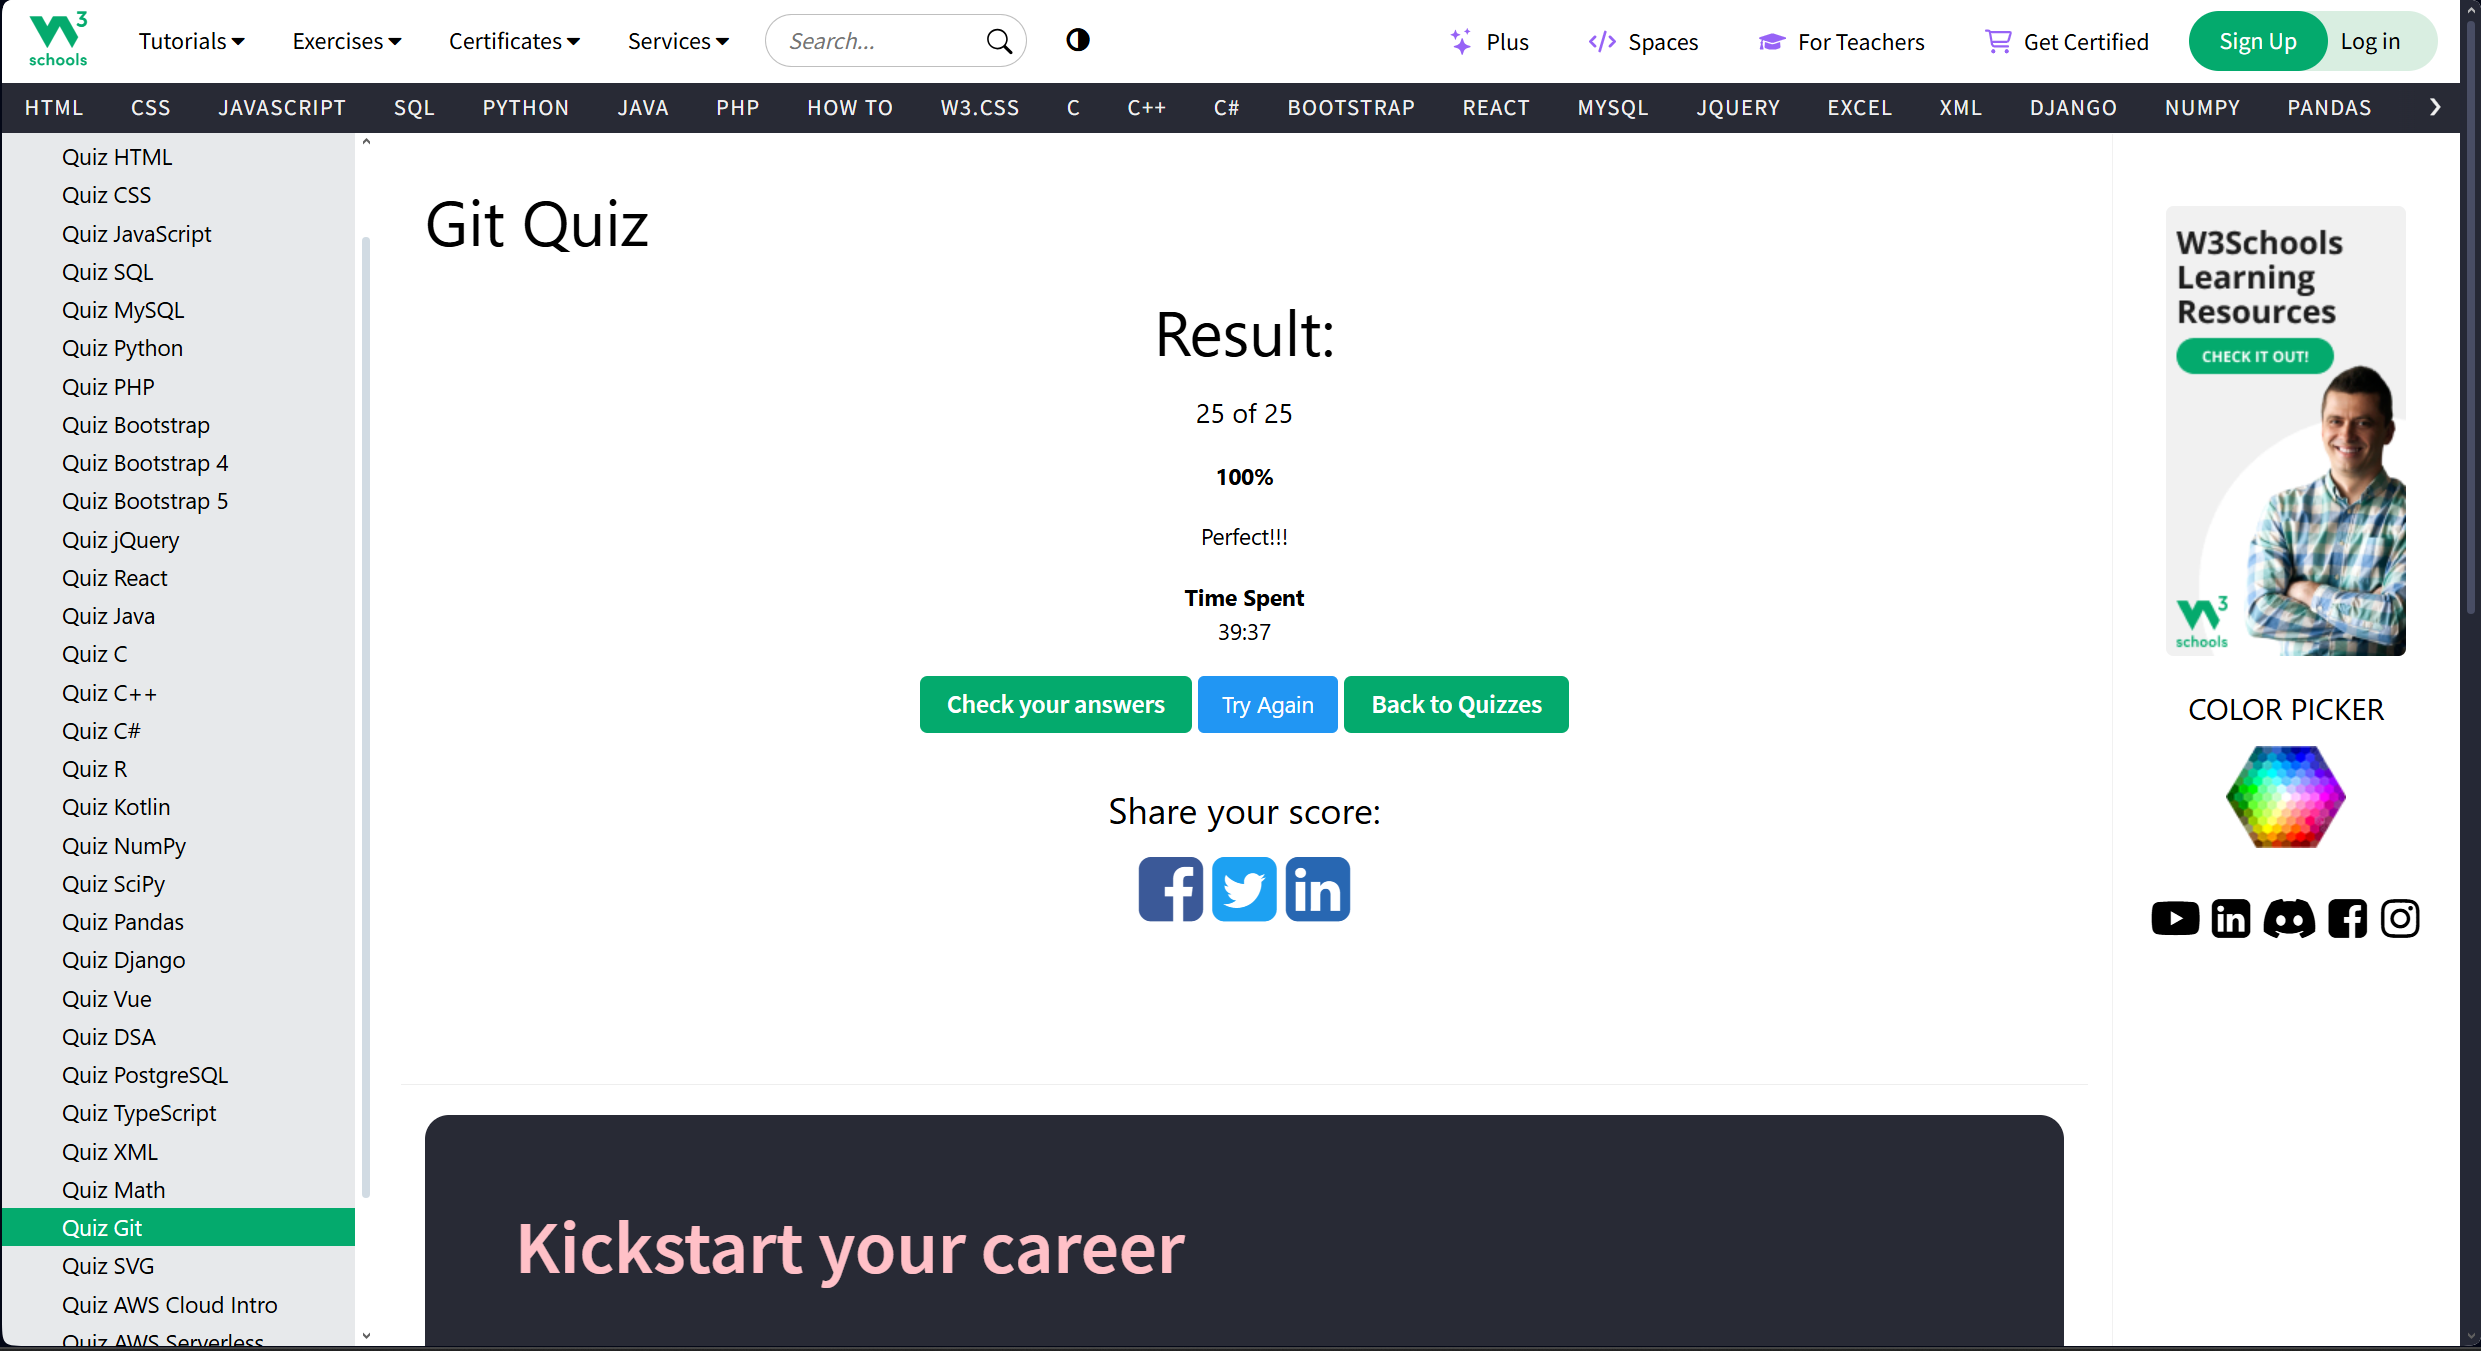 W3 schools
Tutorials
Exercises
Certificates
Services
Search...
Plus
Spaces
For Teachers
Get Certified
Sign Up
Log in
HTML
CSS
JAVASCRIPT
SQL
PYTHON
JAVA
PHP
HOW TO
W3.CSS
C
C++
C#
BOOTSTRAP
REACT
MYSQL
JQUERY
EXCEL
XML
DJANGO
NUMPY
PANDAS
Quiz HTML
Quiz CSS
Quiz JavaScript
Quiz SQL
Quiz MySQL
Quiz Python
Quiz PHP
Quiz Bootstrap
Quiz Bootstrap 4
Quiz Bootstrap 5
Quiz jQuery
Quiz React
Quiz Java
Quiz C
Quiz C++
Quiz C#
Quiz R
Quiz Kotlin
Quiz NumPy
Quiz SciPy
Quiz Pandas
Quiz Django
Quiz Vue
Quiz DSA
Quiz PostgreSQL
Quiz TypeScript
Quiz XML
Quiz Math
Quiz Git
Quiz SVG
Quiz AWS Cloud Intro
Quiz AWS Serverless
Git Quiz
Result:
25 of 25
100%
Perfect!!!
Time Spent
39:37
Check your answers
Try Again
Back to Quizzes
Share your score:
Kickstart your career
W3Schools
Learning
Resources
CHECK IT OUT!
W3 schools
COLOR PICKER